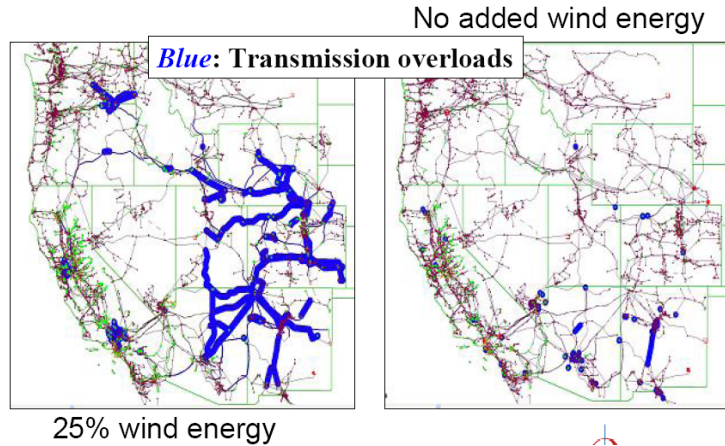 No added wind energy
Blue: Transmission overloads
25% wind energy